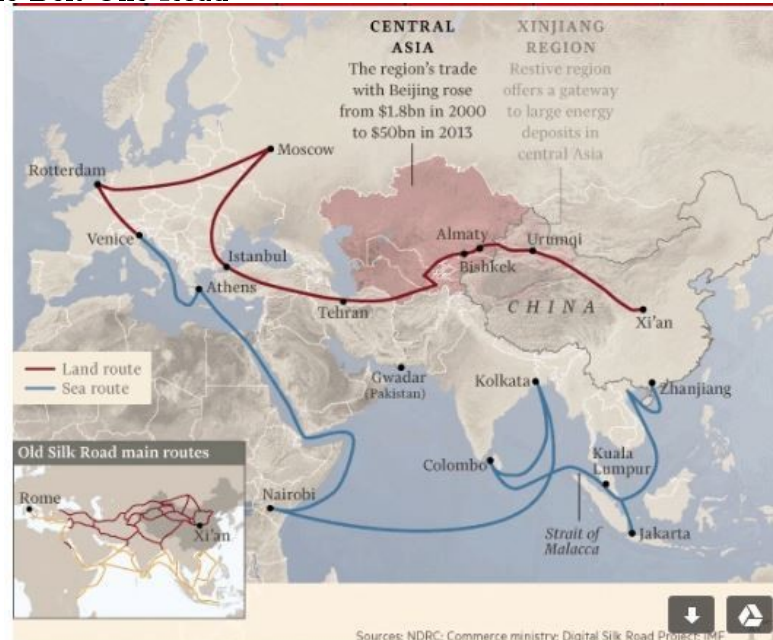 CENTRAL
ASIA
The region's trade
with Beijing rose
from $1.8bn in 2000
to $50bn in 2013
XINJIANG
REGION
Restive region
offers a gateway
to large energy
deposits in
central Asia
Moscow
Rotterdam
Venice
Istanbul
Athens
Almaty
Urumqi
Bishkek
Tehran
CHINA
Xi'an
Land route
Sea route
Gwadar
(Pakistan)
Kolkata
Zhanjiang
Old Silk Road main routes
Rome
Xi'an
Nairobi
Colombo
Kuala
Lumpur
Strait of
Malacca
Jakarta
Sources: NDRC; Commerce ministry; Digital Silk Road Project; IMF